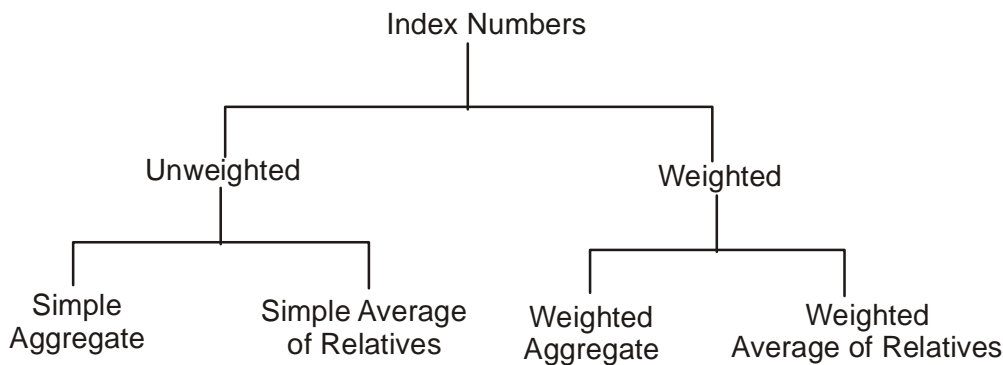 Index Numbers
Unweighted
Weighted
Simple
Aggregate
Simple Average
of Relatives
Weighted
Aggregate
Weighted
Average of Relatives